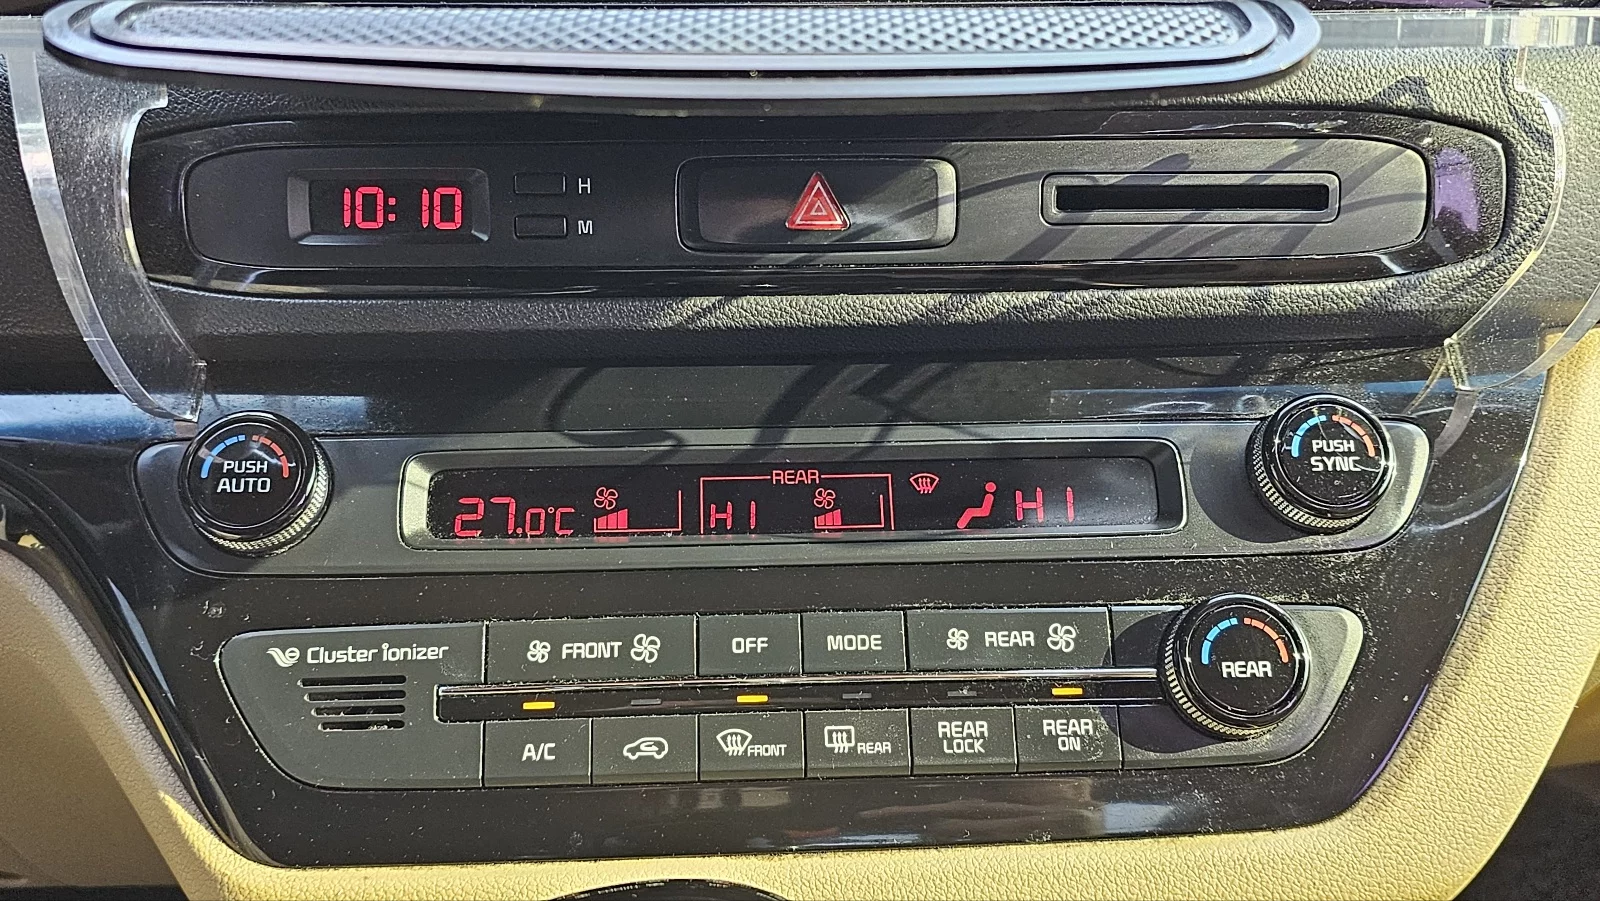 10:10
H
M
PUSH
AUTO
PUSH
SYNC
27.0°C
REAR
HI
HI
Cluster ionizer
FRONT
OFF
MODE
REAR
REAR
A/C
FRONT
REAR
REAR
LOCK
REAR
ON